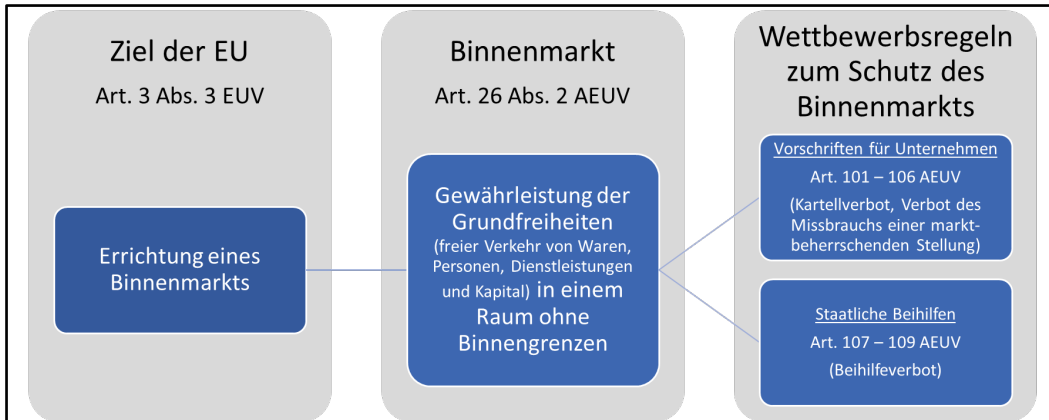 Ziel der EU
Art. 3 Abs. 3 EUV
Errichtung eines
Binnenmarkts
Binnenmarkt
Art. 26 Abs. 2 AEUV
Gewährleistung der
Grundfreiheiten
(freier Verkehr von Waren,
Personen, Dienstleistungen
und Kapital) in einem
Raum ohne
Binnengrenzen
Wettbewerbsregeln
zum Schutz des
Binnenmarkts
Vorschriften für Unternehmen
Art. 101 – 106 AEUV
(Kartellverbot, Verbot des
Missbrauchs einer markt-
beherrschenden Stellung)
Staatliche Beihilfen
Art. 107 – 109 AEUV
(Beihilfeverbot)